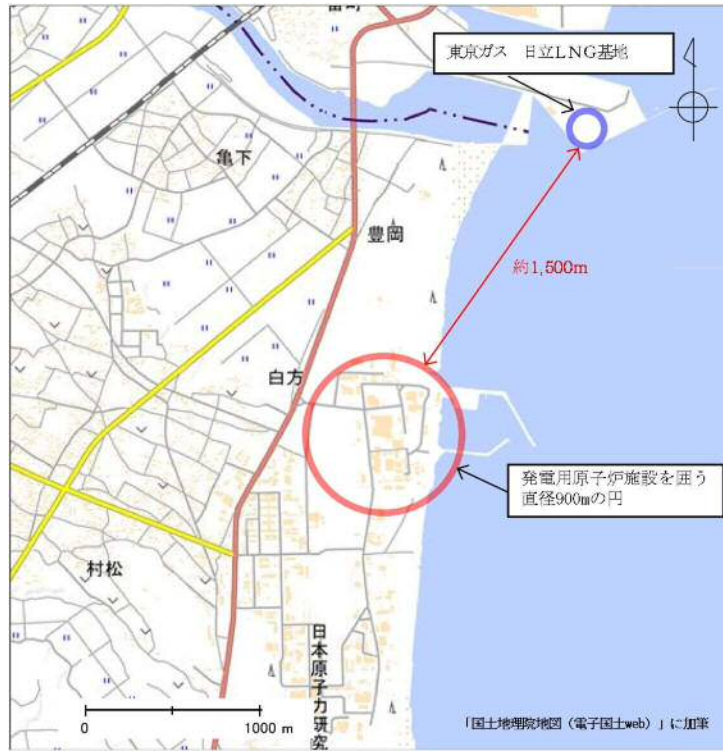 東京ガス 日立LNG基地
亀下
豊岡
約1,500m
白方
発電用原子炉施設を囲う
直径900mの円
村松
日本原子力研究
0 1000 m
「国土地理院地図（電子国土web）」に加筆